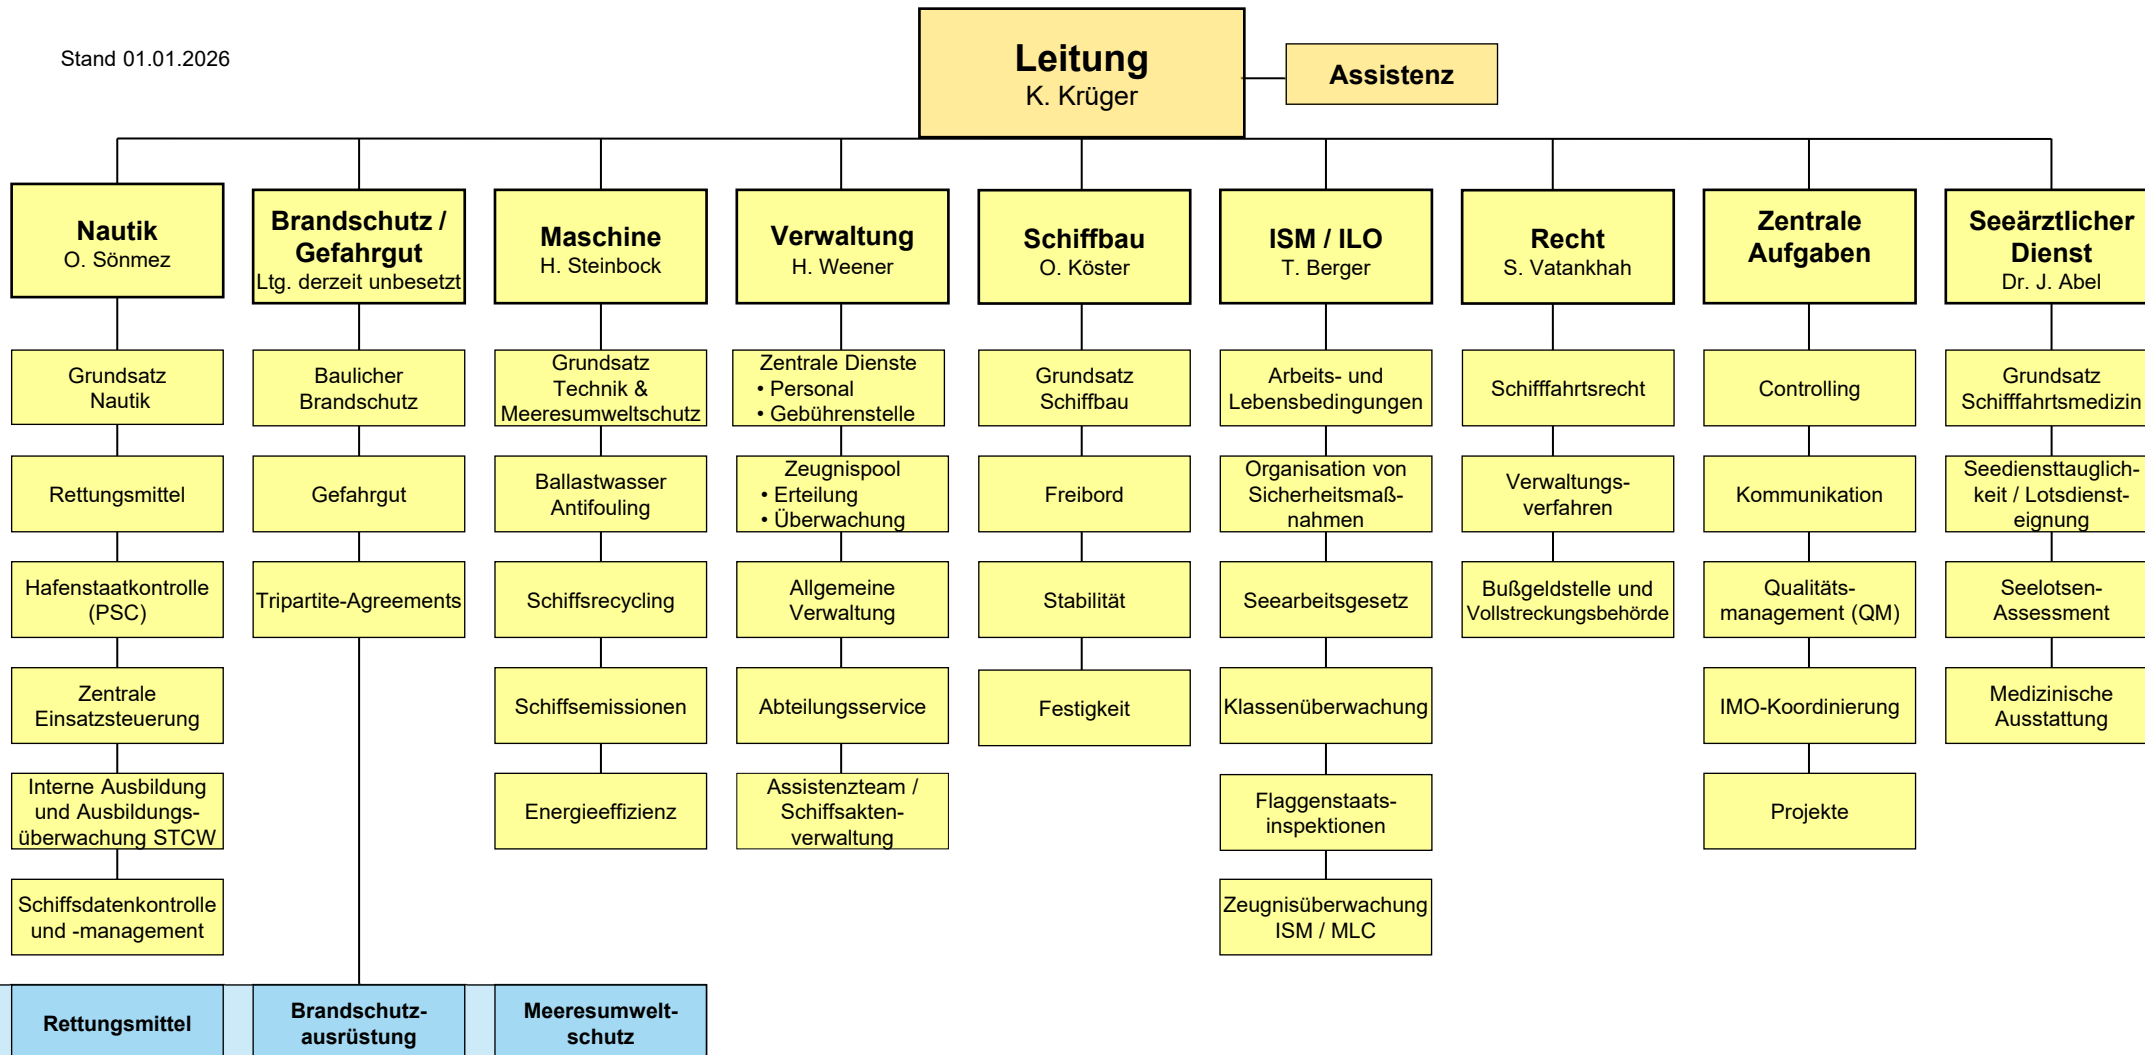 Stand 01.01.2026
Leitung
K. Krüger
Assistenz
Nautik
O. Sönmez
Grundsatz
Nautik
Rettungsmittel
Hafenstaatkontrolle
(PSC)
Zentrale
Einsatzsteuerung
Interne Ausbildung
und Ausbildungs-
überwachung STCW
Schiffsdatenkontrolle
und -management
Rettungsmittel
Brandschutz /
Gefahrgut
Ltg. derzeit unbesetzt
Baulicher
Brandschutz
Gefahrgut
Tripartite-Agreements
Brandschutz-
ausrüstung
Maschine
H. Steinbock
Grundsatz
Technik &
Meeresumweltschutz
Ballastwasser
Antifouling
Schiffsrecycling
Schiffsemissionen
Energieeffizienz
Meeresumwelt-
schutz
Verwaltung
H. Weener
Zentrale Dienste
• Personal
• Gebührenstelle
Zeugnispool
• Erteilung
• Überwachung
Allgemeine
Verwaltung
Abteilungsservice
Assistenzteam /
Schiffsakten-
verwaltung
Schiffbau
O. Köster
Grundsatz
Schiffbau
Freibord
Stabilität
Festigkeit
ISM / ILO
T. Berger
Arbeits- und
Lebensbedingungen
Organisation von
Sicherheitsmaß-
nahmen
Seearbeitsgesetz
Klassenüberwachung
Flaggenstaats-
inspektionen
Zeugnisüberwachung
ISM / MLC
Recht
S. Vatankhah
Schifffahrtsrecht
Verwaltungs-
verfahren
Bußgeldstelle und
Vollstreckungsbehörde
Zentrale
Aufgaben
Controlling
Kommunikation
Qualitäts-
management (QM)
IMO-Koordinierung
Projekte
Seeärztlicher
Dienst
Dr. J. Abel
Grundsatz
Schifffahrtsmedizin
Seediensttauglich-
keit / Lotsdienst-
eignung
Seelotsen-
Assessment
Medizinische
Ausstattung